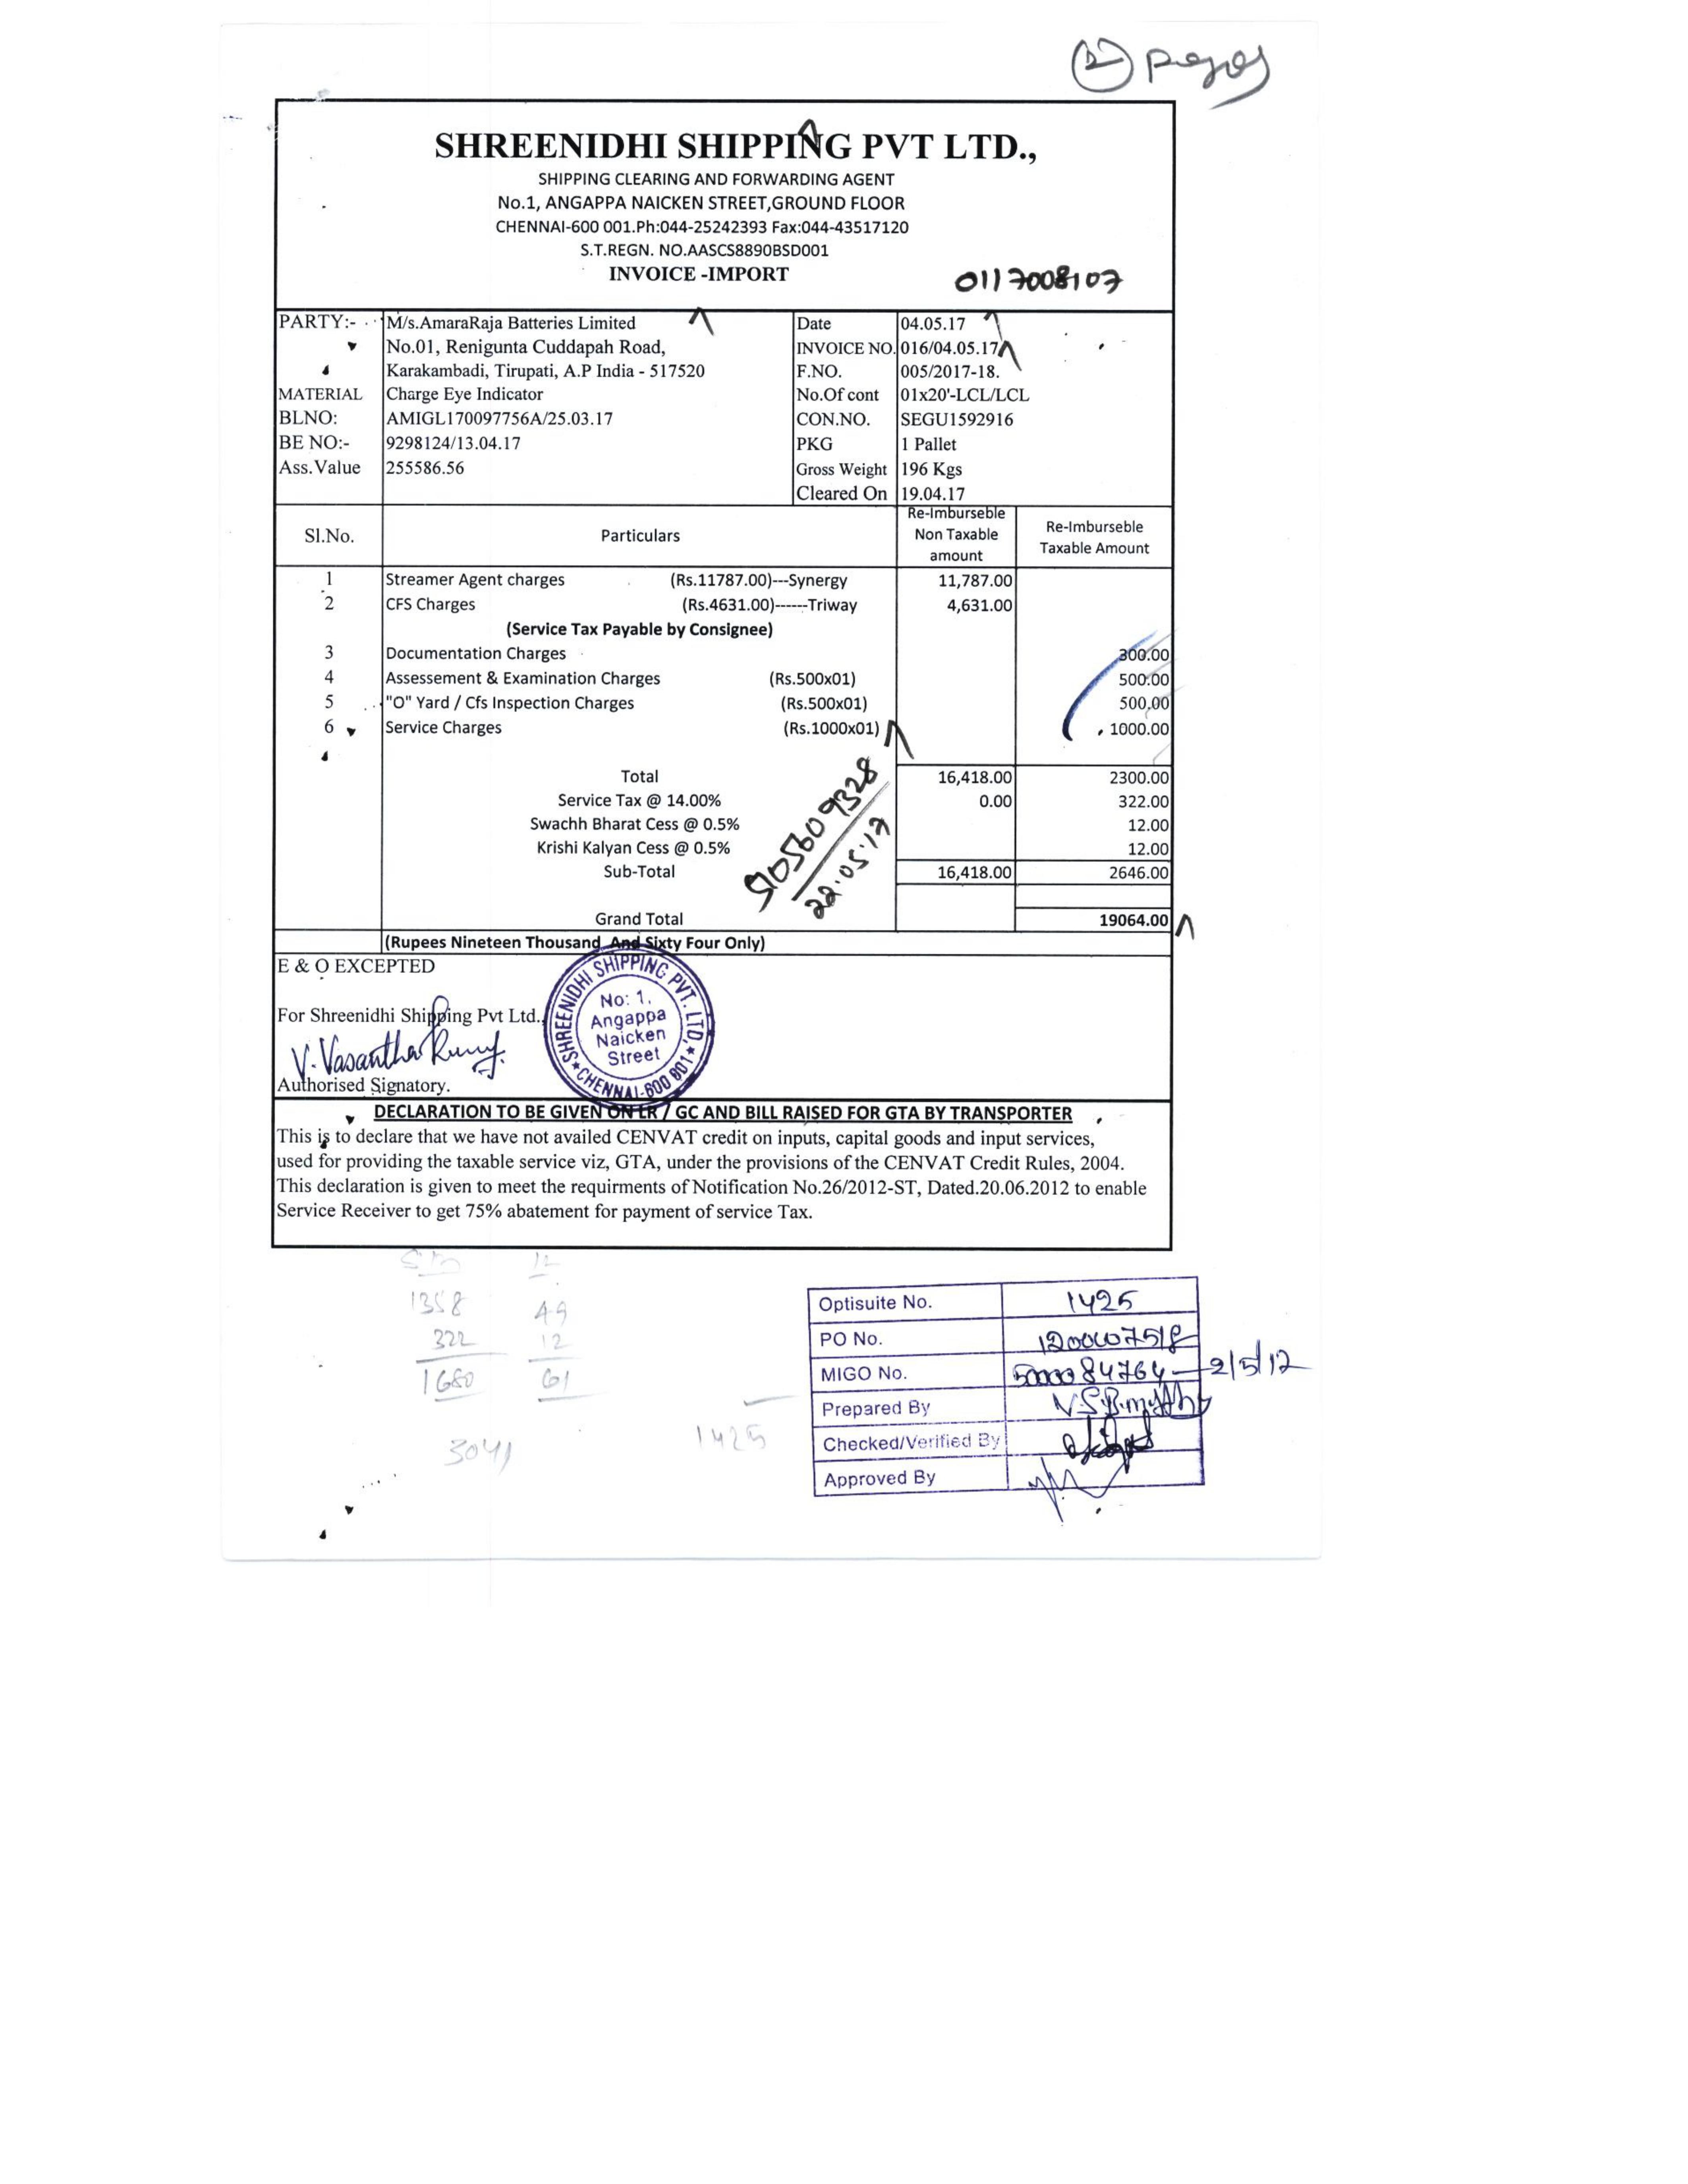 (2) pages
SHREENIDHI SHIPPING PVT LTD.,
SHIPPING CLEARING AND FORWARDING AGENT
No.1, ANGAPPA NAICKEN STREET,GROUND FLOOR
CHENNAI-600 001.Ph:044-25242393 Fax:044-43517120
S.T.REGN. NO.AASCS8890BSD001
INVOICE -IMPORT
0117008107
PARTY:- M/s.AmaraRaja Batteries Limited Date 04.05.17
No.01, Renigunta Cuddapah Road, INVOICE NO. 016/04.05.17
Karakambadi, Tirupati, A.P India - 517520 F.NO. 005/2017-18.
MATERIAL Charge Eye Indicator No.Of cont 01x20'-LCL/LCL
BLNO: AMIGL170097756A/25.03.17 CON.NO. SEGU1592916
BE NO:- 9298124/13.04.17 PKG 1 Pallet
Ass.Value 255586.56 Gross Weight 196 Kgs
Cleared On 19.04.17
Sl.No. Particulars Re-Imburseble Non Taxable amount Re-Imburseble Taxable Amount
1 Streamer Agent charges (Rs.11787.00)---Synergy 11,787.00
2 CFS Charges (Rs.4631.00)------Triway 4,631.00
(Service Tax Payable by Consignee)
3 Documentation Charges 300.00
4 Assessement & Examination Charges (Rs.500x01) 500.00
5 "O" Yard / Cfs Inspection Charges (Rs.500x01) 500.00
6 Service Charges (Rs.1000x01) 1000.00
Total 16,418.00 2300.00
Service Tax @ 14.00% 0.00 322.00
Swachh Bharat Cess @ 0.5% 12.00
Krishi Kalyan Cess @ 0.5% 12.00
Sub-Total 16,418.00 2646.00
5105609328
22.05.17
Grand Total 19064.00
(Rupees Nineteen Thousand And Sixty Four Only)
E & O EXCEPTED
For Shreenidhi Shipping Pvt Ltd.,
V. Vasantha
Authorised Signatory.
SHREENIDHI SHIPPING PVT. LTD.
No: 1,
Angappa
Naicken
Street
CHENNAI-600 001
DECLARATION TO BE GIVEN ON LR / GC AND BILL RAISED FOR GTA BY TRANSPORTER
This is to declare that we have not availed CENVAT credit on inputs, capital goods and input services,
used for providing the taxable service viz, GTA, under the provisions of the CENVAT Credit Rules, 2004.
This declaration is given to meet the requirments of Notification No.26/2012-ST, Dated.20.06.2012 to enable
Service Receiver to get 75% abatement for payment of service Tax.
12
1358 49
322 12
1680 61
3041
1425
Optisuite No. 1425
PO No.
MIGO No. 5000084764 - 2/5/17
Prepared By
Checked/Verified By
Approved By